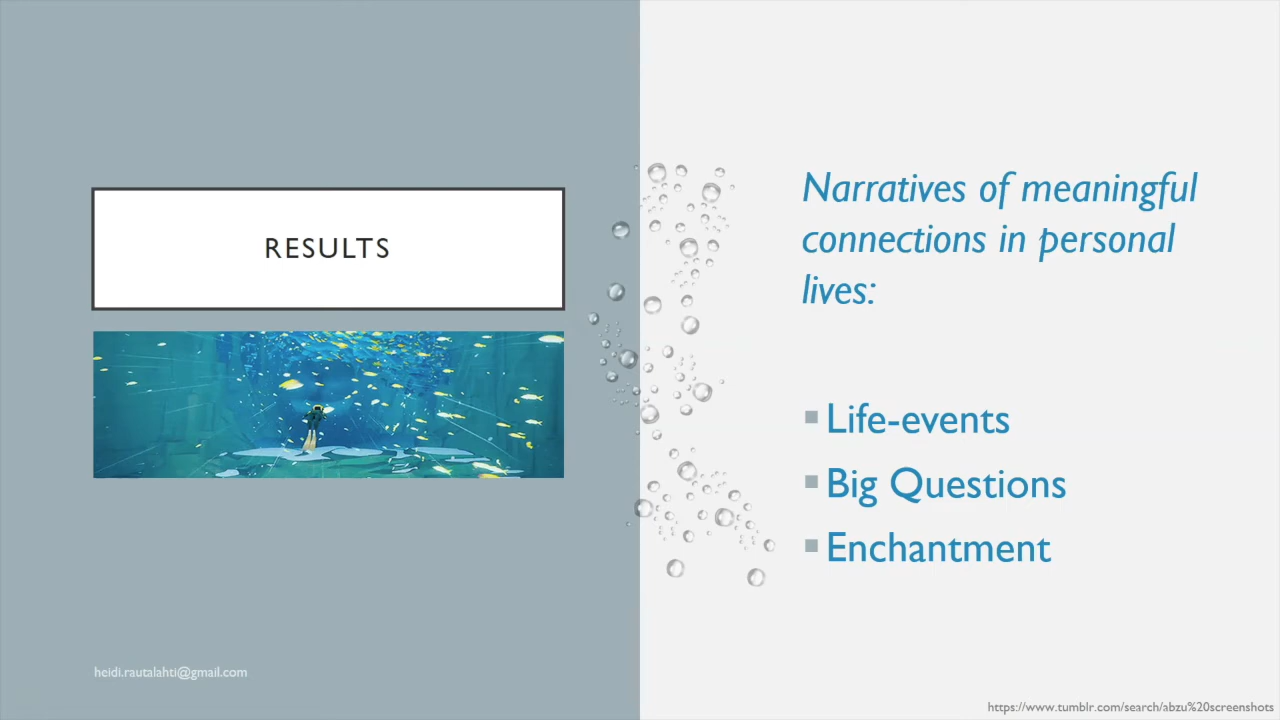 RESULTS
heidi.rautalahti@gmail.com
Narratives of meaningful
connections in personal
lives:
Life-events
Big Questions
Enchantment
https://www.tumblr.com/search/abzu%20screenshots